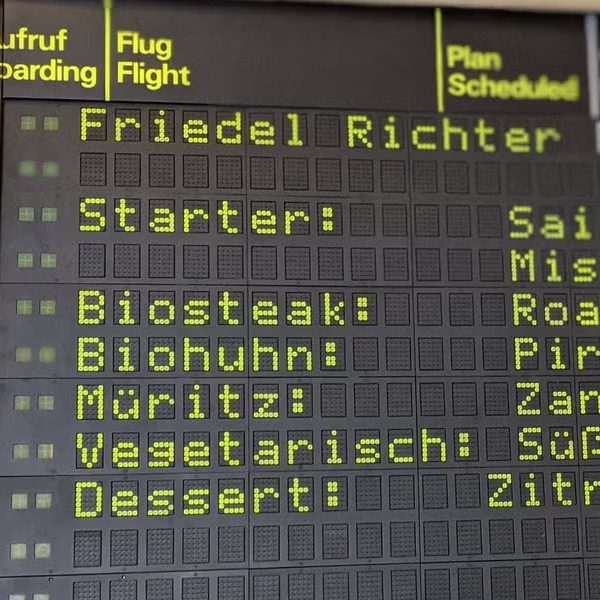 ufruf
oarding
Flug
Flight
Plan
Scheduled
Friedel Richter
Starter: Sai
Mis
Biosteak: Roa
Biohuhn: Pir
Müritz: Zan
Vegetarisch: Süß
Dessert: Zitr